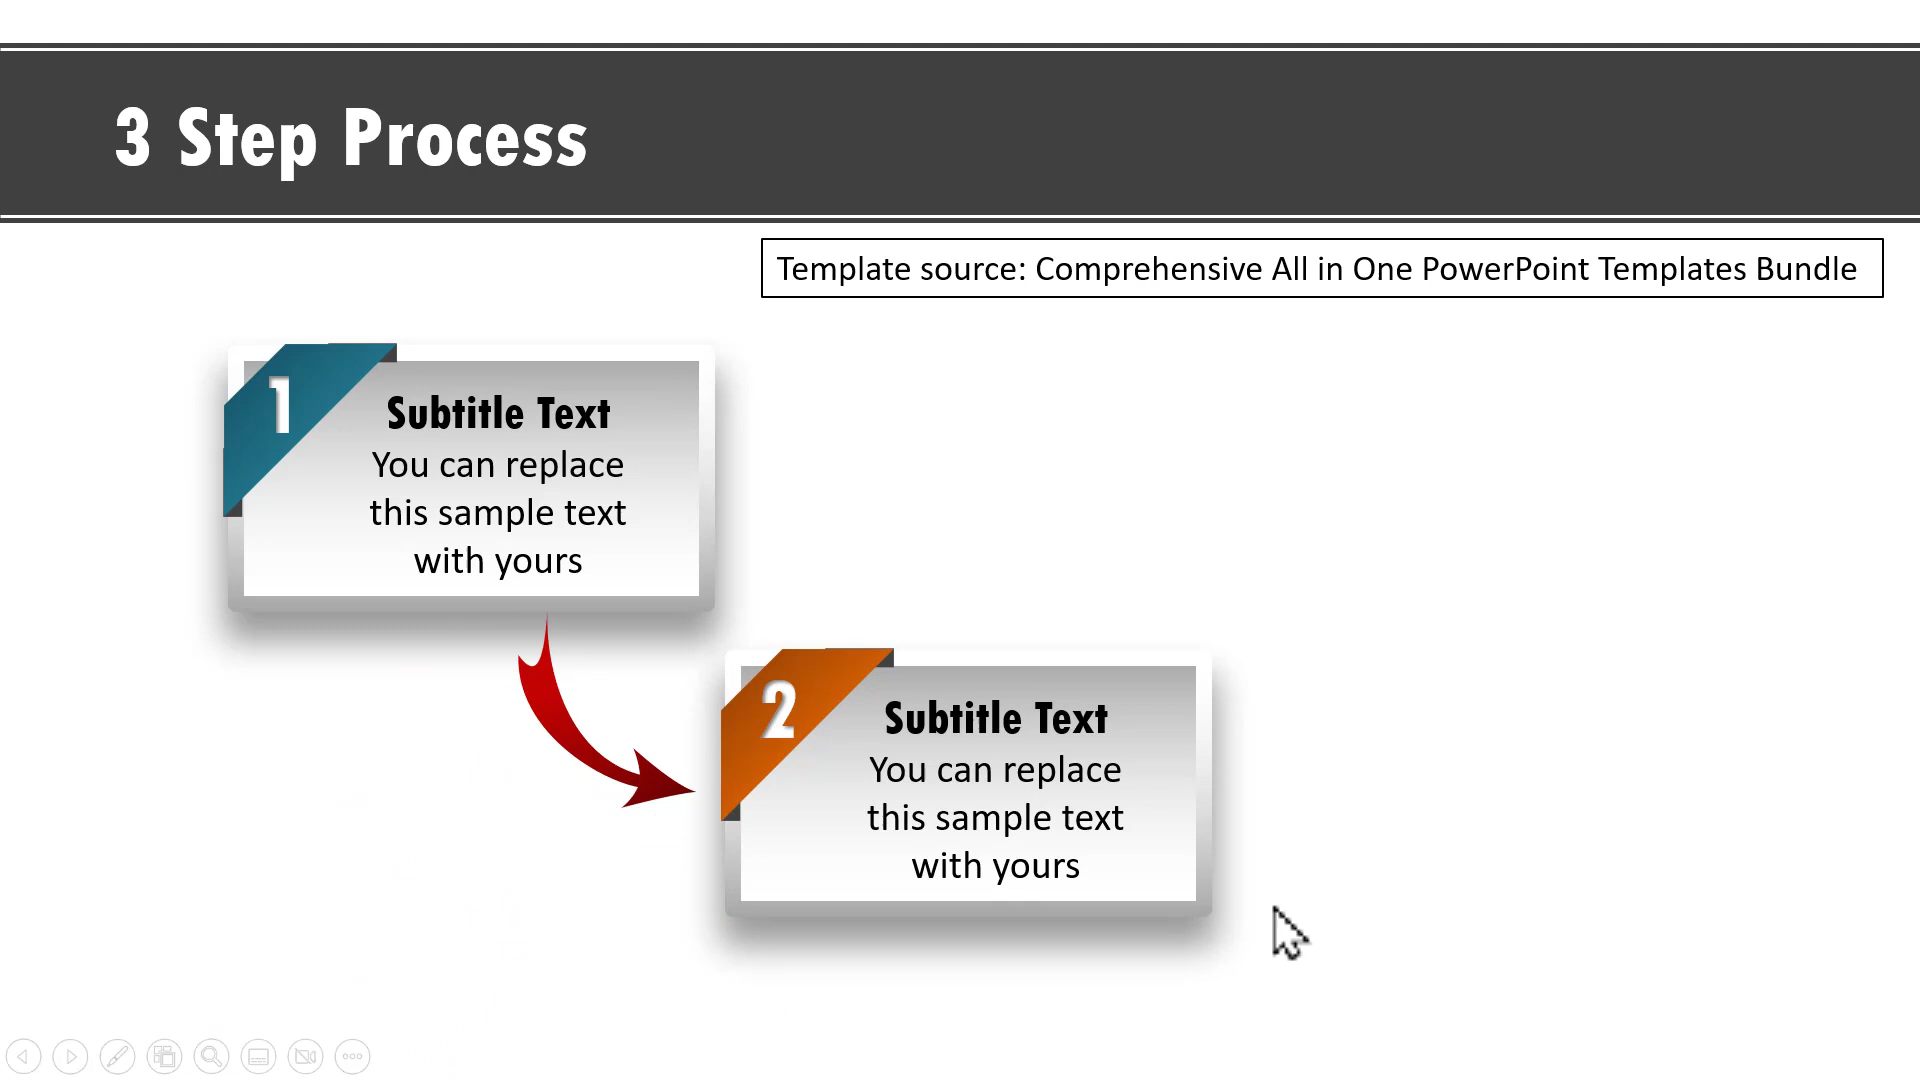 3 Step Process
Template source: Comprehensive All in One PowerPoint Templates Bundle
1
Subtitle Text
You can replace
this sample text
with yours
2
Subtitle Text
You can replace
this sample text
with yours